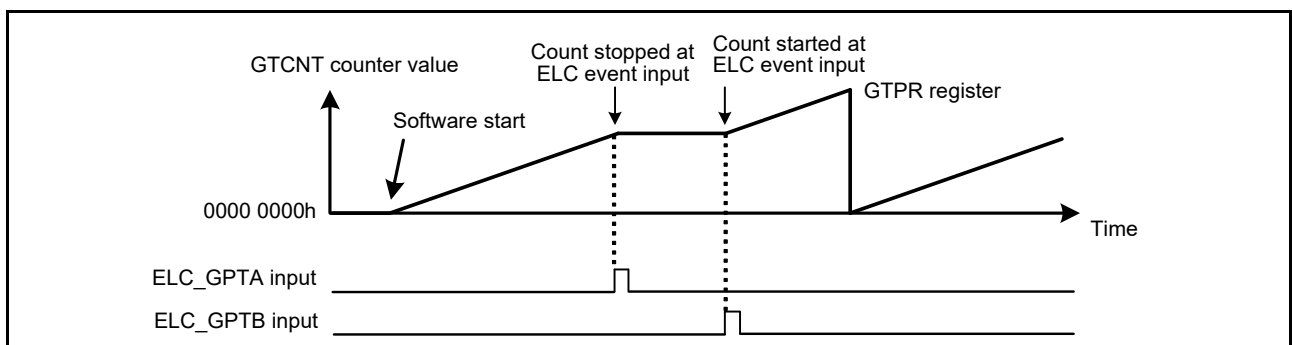 Count stopped at
ELC event input
Count started at
ELC event input
GTCNT counter value
GTPR register
Software start
0000 0000h
Time
ELC_GPTA input
ELC_GPTB input